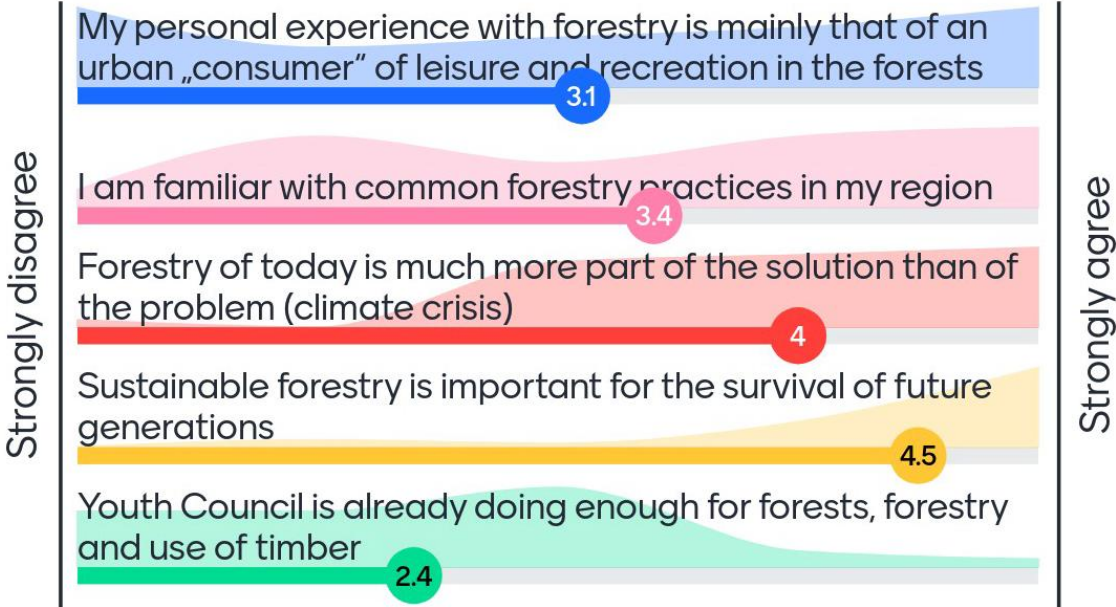 Strongly disagree
My personal experience with forestry is mainly that of an
urban „consumer” of leisure and recreation in the forests
3.1
I am familiar with common forestry practices in my region
3.4
Forestry of today is much more part of the solution than of
the problem (climate crisis)
4
Sustainable forestry is important for the survival of future
generations
4.5
Youth Council is already doing enough for forests, forestry
and use of timber
2.4
Strongly agree